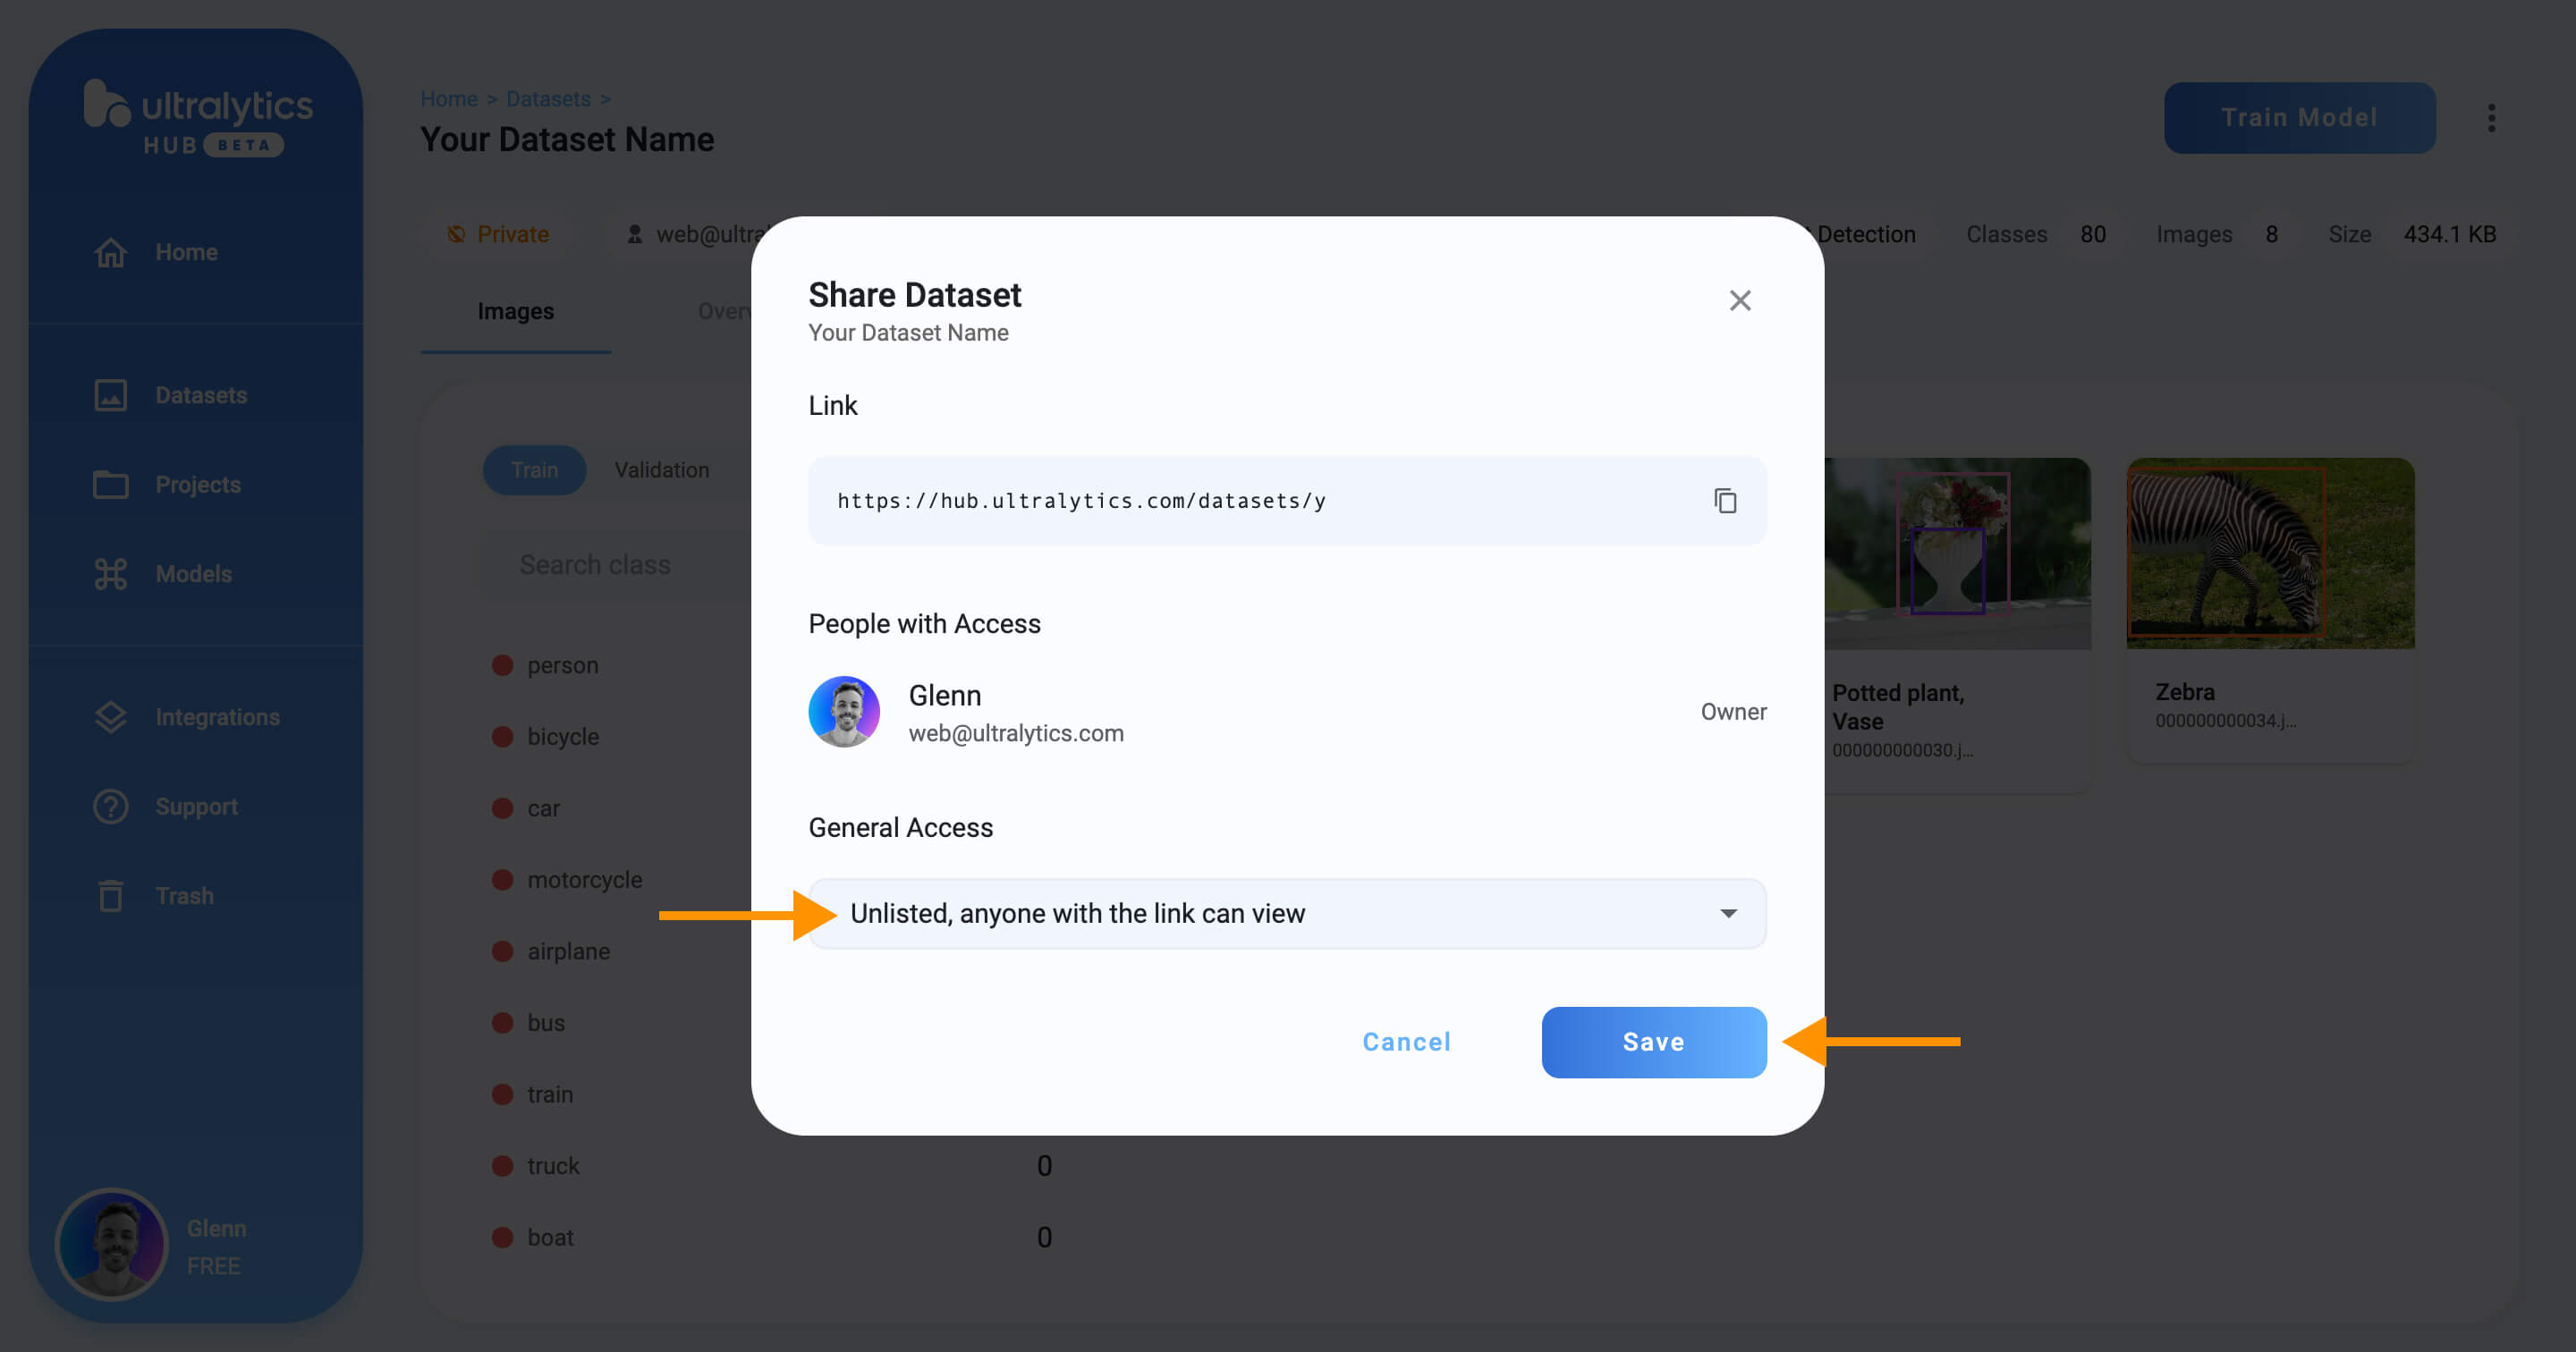 ultralytics
HUB BETA
Home
Datasets
Projects
Models
Integrations
Support
Trash
Glenn
FREE
Home > Datasets >
Your Dataset Name
Train Model
Private
web@ultra
Detection
Classes 80
Images 8
Size 434.1 KB
Images
Train
Validation
Search class
person
bicycle
car
motorcycle
airplane
bus
train
truck 0
boat 0
Share Dataset
Your Dataset Name
Link
https://hub.ultralytics.com/datasets/y
People with Access
Glenn
web@ultralytics.com
Owner
General Access
Unlisted, anyone with the link can view
Cancel
Save
Potted plant,
Vase
000000000030.j...
Zebra
000000000034.j...